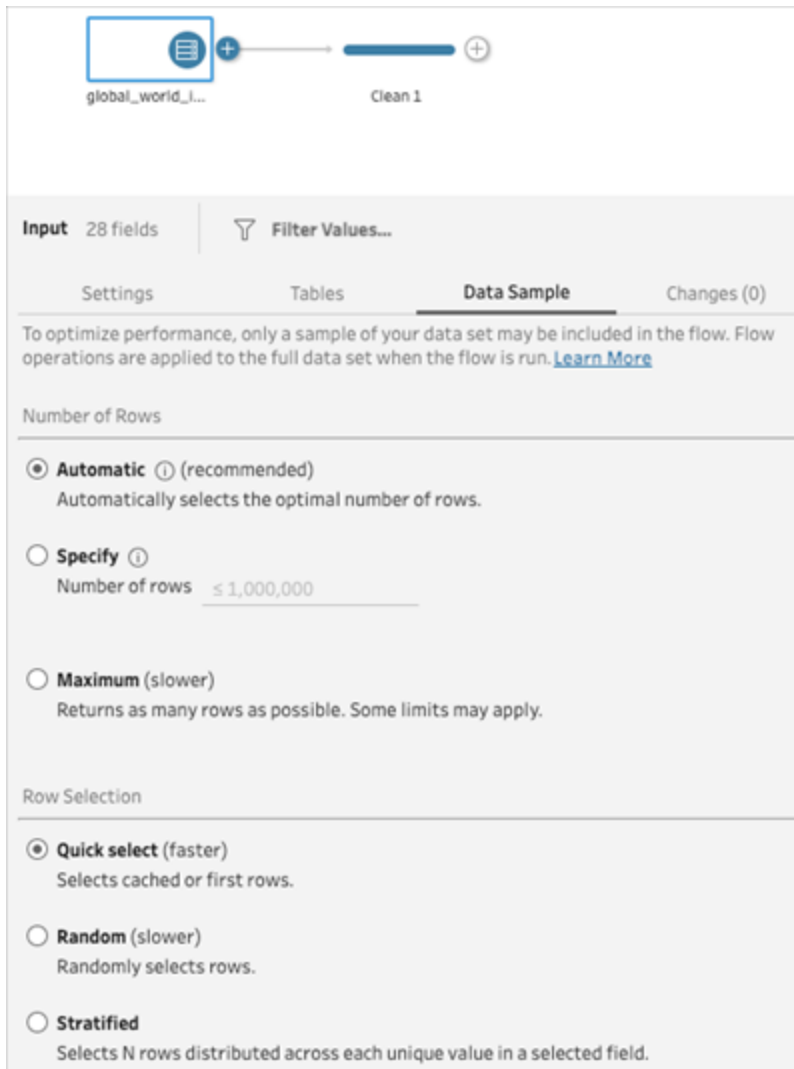 global_world_i...
Clean 1
Input 28 fields Filter Values...
Settings Tables Data Sample Changes (0)
To optimize performance, only a sample of your data set may be included in the flow. Flow
operations are applied to the full data set when the flow is run. Learn More
Number of Rows
Automatic (recommended)
Automatically selects the optimal number of rows.
Specify
Number of rows ≤ 1,000,000
Maximum (slower)
Returns as many rows as possible. Some limits may apply.
Row Selection
Quick select (faster)
Selects cached or first rows.
Random (slower)
Randomly selects rows.
Stratified
Selects N rows distributed across each unique value in a selected field.